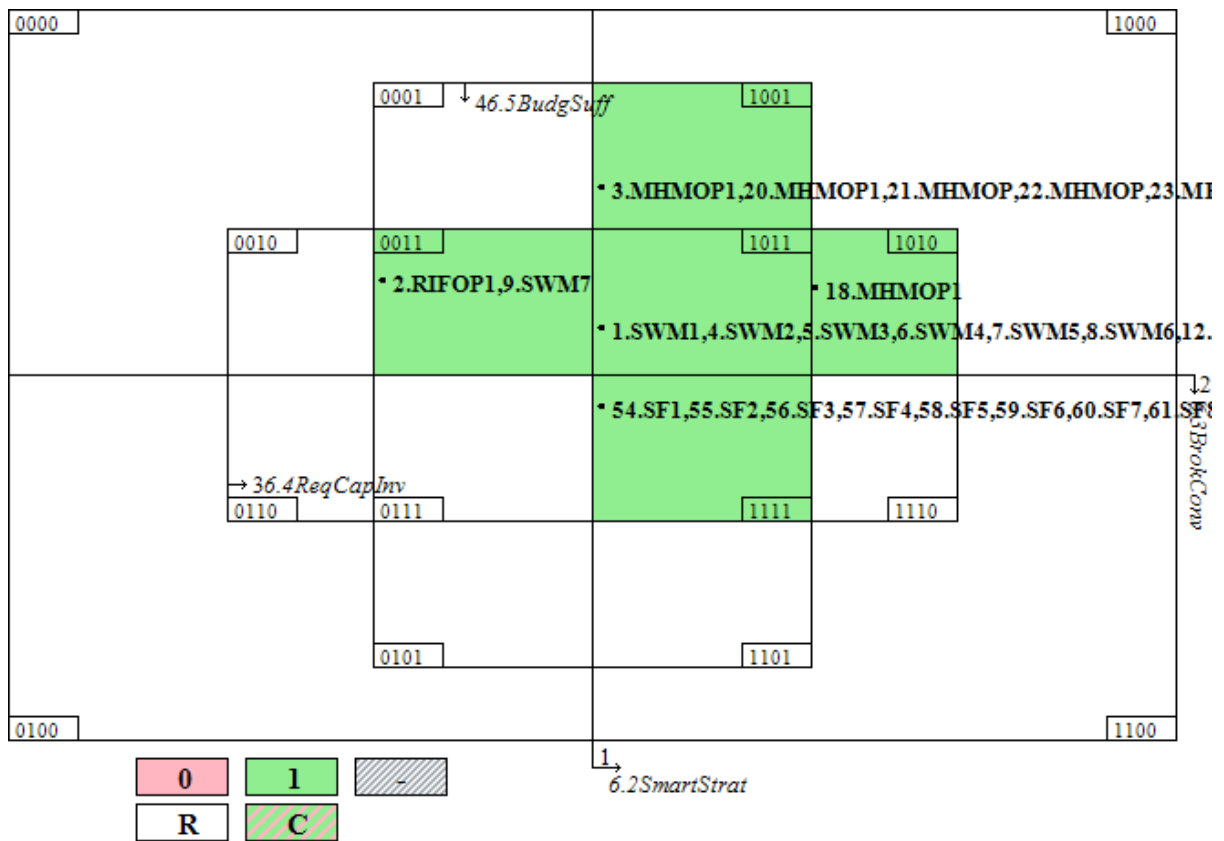 0000 1000
0001 46.5BudgSuff 1001
3.MHMOP1,20.MHMOP1,21.MHMOP,22.MHMOP,23.MH
0010 0011 1011 1010
2.RIFOP1,9.SWM7 18.MHMOP1
1.SWM1,4.SWM2,5.SWM3,6.SWM4,7.SWM5,8.SWM6,12.
2
54.SF1,55.SF2,56.SF3,57.SF4,58.SF5,59.SF6,60.SF7,61.SF8
.3BrokConv
36.4ReqCapInv
0110 0111 1111 1110
0101 1101
0100 1100
1
6.2SmartStrat
0 1 -
R C